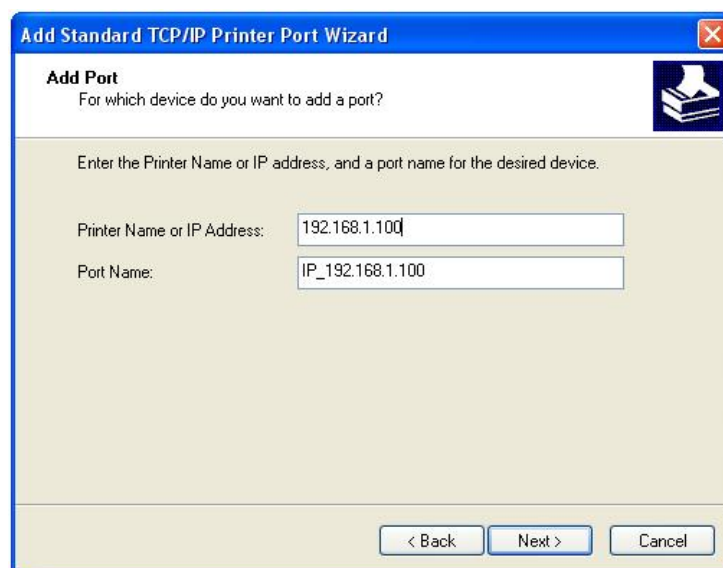 Add Standard TCP/IP Printer Port Wizard
Add Port
For which device do you want to add a port?
Enter the Printer Name or IP address, and a port name for the desired device.
Printer Name or IP Address: 192.168.1.100
Port Name: IP_192.168.1.100
< Back Next > Cancel